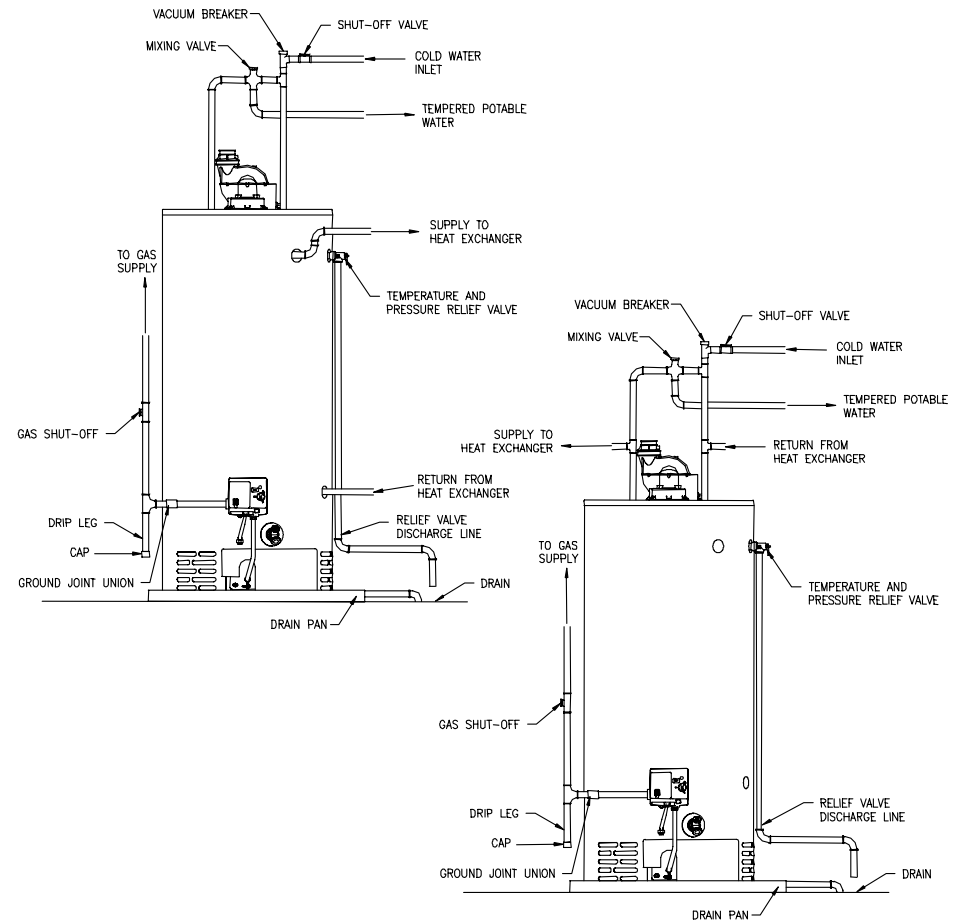 VACUUM BREAKER
SHUT-OFF VALVE
MIXING VALVE
COLD WATER
INLET
TEMPERED POTABLE
WATER
SUPPLY TO
HEAT EXCHANGER
TO GAS
SUPPLY
TEMPERATURE AND
PRESSURE RELIEF VALVE
GAS SHUT-OFF
RETURN FROM
HEAT EXCHANGER
DRIP LEG
RELIEF VALVE
DISCHARGE LINE
CAP
GROUND JOINT UNION
DRAIN
DRAIN PAN
VACUUM BREAKER
SHUT-OFF VALVE
MIXING VALVE
COLD WATER
INLET
TEMPERED POTABLE
WATER
SUPPLY TO
HEAT EXCHANGER
RETURN FROM
HEAT EXCHANGER
TO GAS
SUPPLY
TEMPERATURE AND
PRESSURE RELIEF VALVE
GAS SHUT-OFF
DRIP LEG
RELIEF VALVE
DISCHARGE LINE
CAP
GROUND JOINT UNION
DRAIN
DRAIN PAN